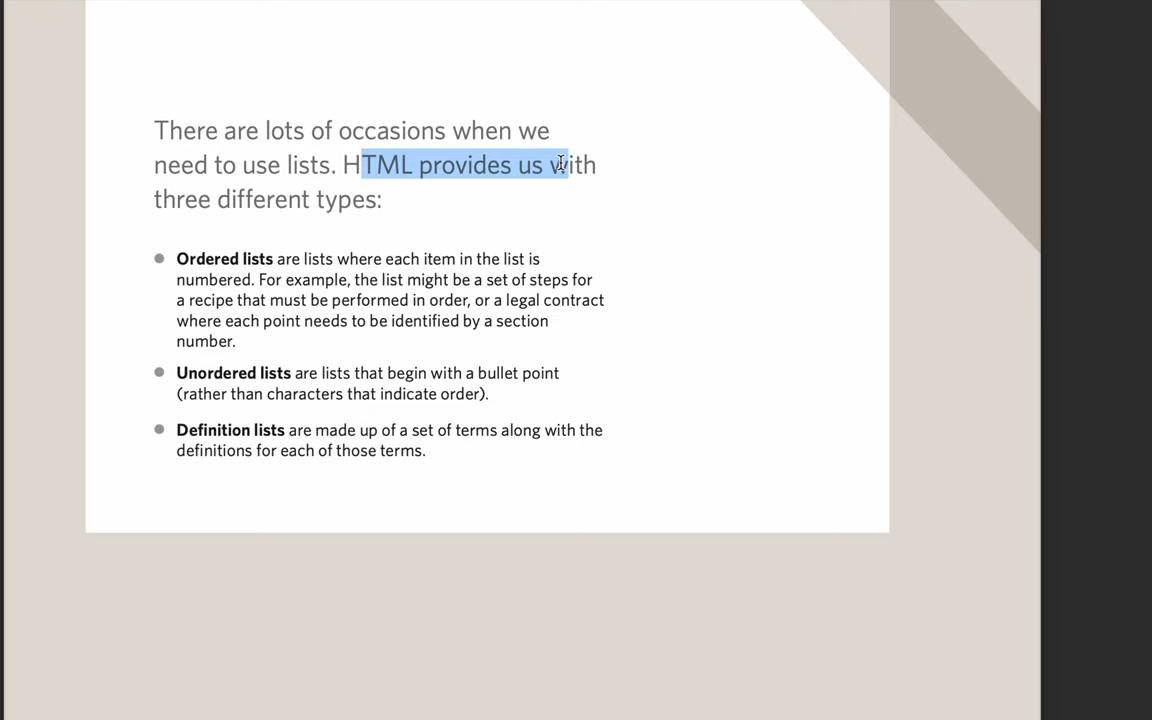 There are lots of occasions when we
need to use lists. HTML provides us with
three different types:
Ordered lists are lists where each item in the list is
numbered. For example, the list might be a set of steps for
a recipe that must be performed in order, or a legal contract
where each point needs to be identified by a section
number.
Unordered lists are lists that begin with a bullet point
(rather than characters that indicate order).
Definition lists are made up of a set of terms along with the
definitions for each of those terms.